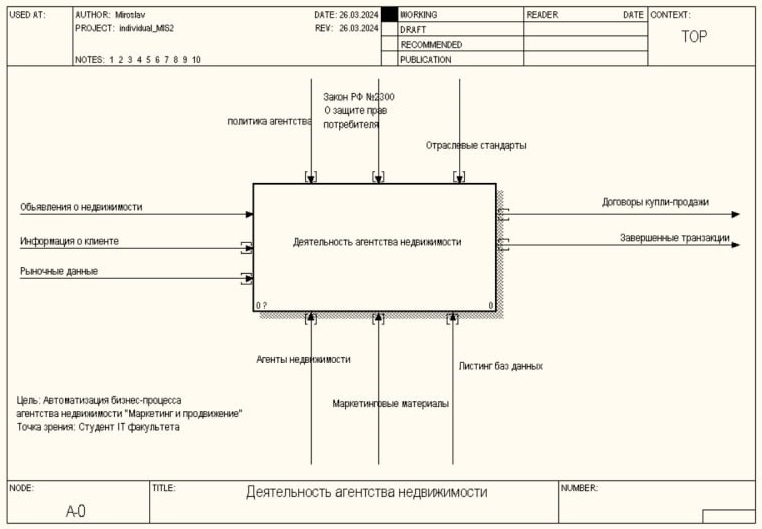 USED AT:
AUTHOR: Miroslav
DATE: 26.03.2024
WORKING
READER
DATE
CONTEXT:
PROJECT: individual_MIS2
REV: 26.03.2024
DRAFT
TOP
RECOMMENDED
NOTES: 1 2 3 4 5 6 7 8 9 10
PUBLICATION
Закон РФ №2300
О защите прав
потребителя
политика агентства
Отраслевые стандарты
Обьявления о недвижимости
Информация о клиенте
Рыночные данные
Деятельность агентства недвижимости
0 ?
0
Договоры купли-продажи
Завершенные транзакции
Агенты недвижимости
Листинг баз данных
Маркетинговые материалы
Цель: Автоматизация бизнес-процесса
агентства недвижимости "Маркетинг и продвижение"
Точка зрения: Студент IT факультета
NODE:
A-0
TITLE:
Деятельность агентства недвижимости
NUMBER: